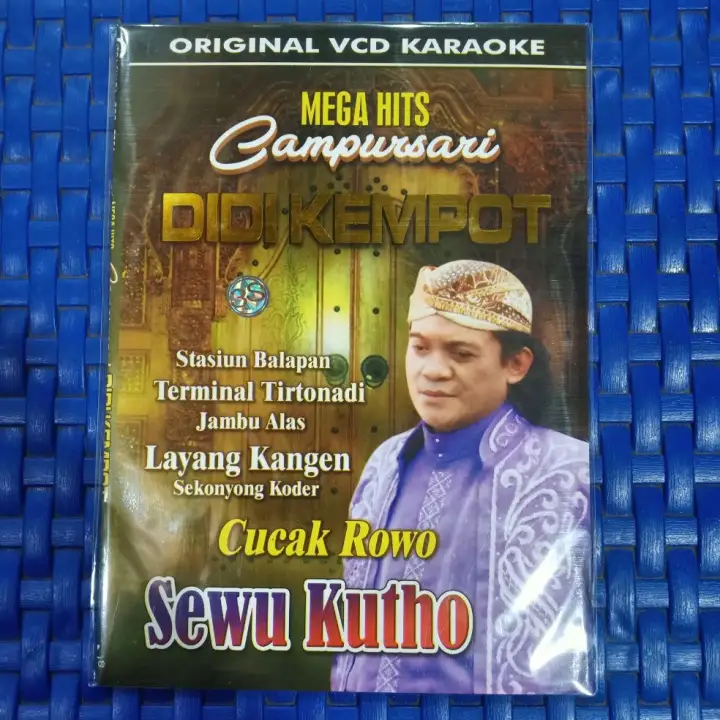 ORIGINAL VCD KARAOKE
MEGA HITS
Campursari
DIDI KEMPOT
Stasiun Balapan
Terminal Tirtonadi
Jambu Alas
Layang Kangen
Sekonyong Koder
Cucak Rowo
Sewu Kutho